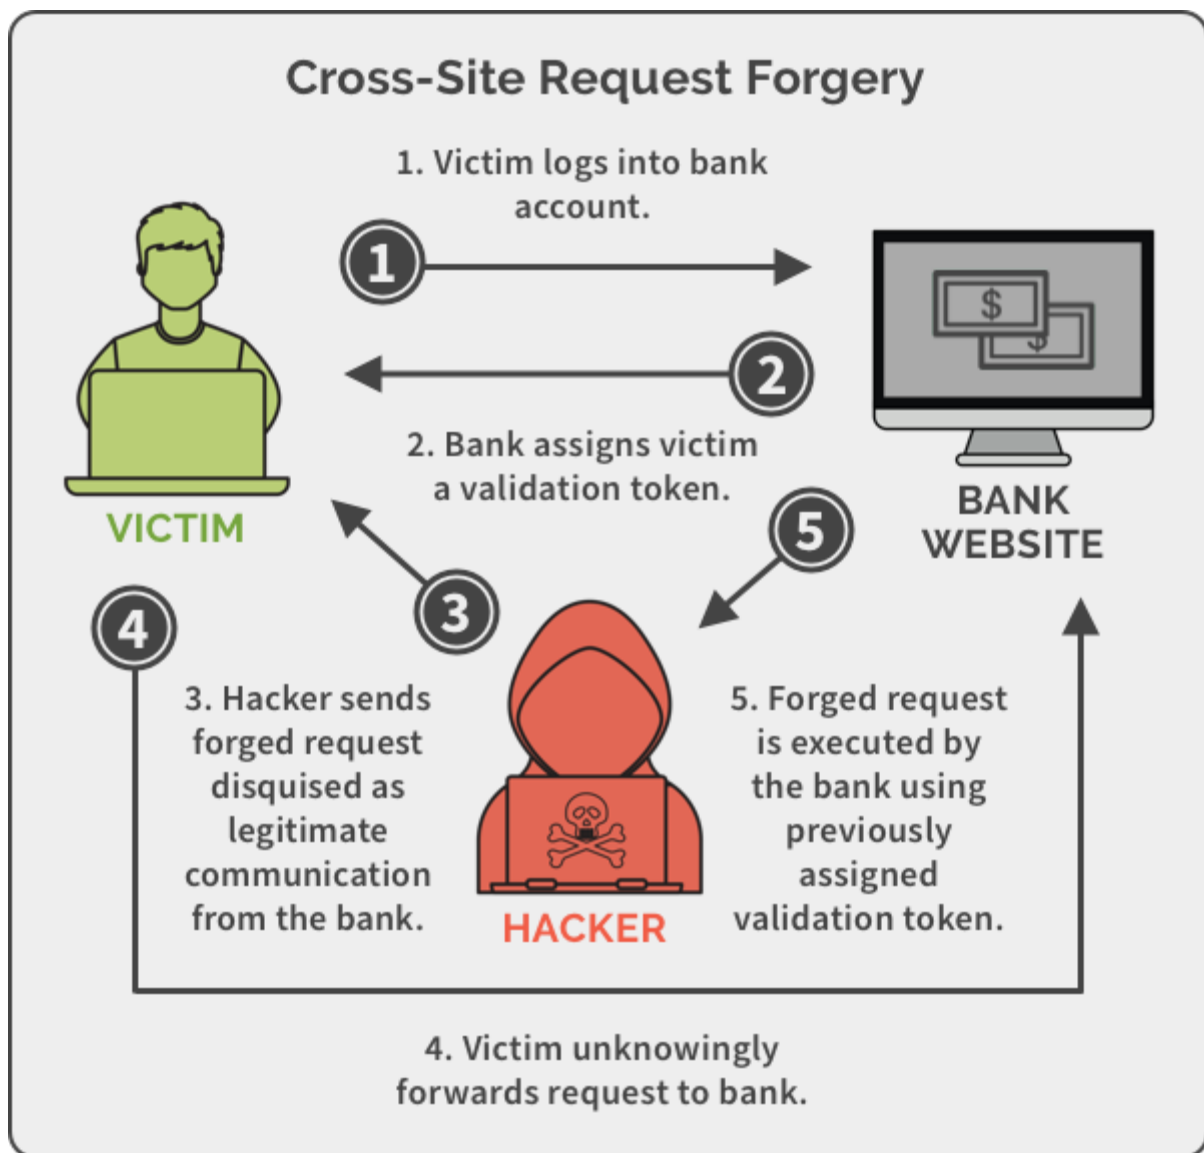 Cross-Site Request Forgery
1. Victim logs into bank
account.
1
$
$
2
2. Bank assigns victim
a validation token.
VICTIM
BANK
WEBSITE
5
3
4
3. Hacker sends
forged request
disquised as
legitimate
communication
from the bank.
HACKER
5. Forged request
is executed by
the bank using
previously
assigned
validation token.
4. Victim unknowingly
forwards request to bank.